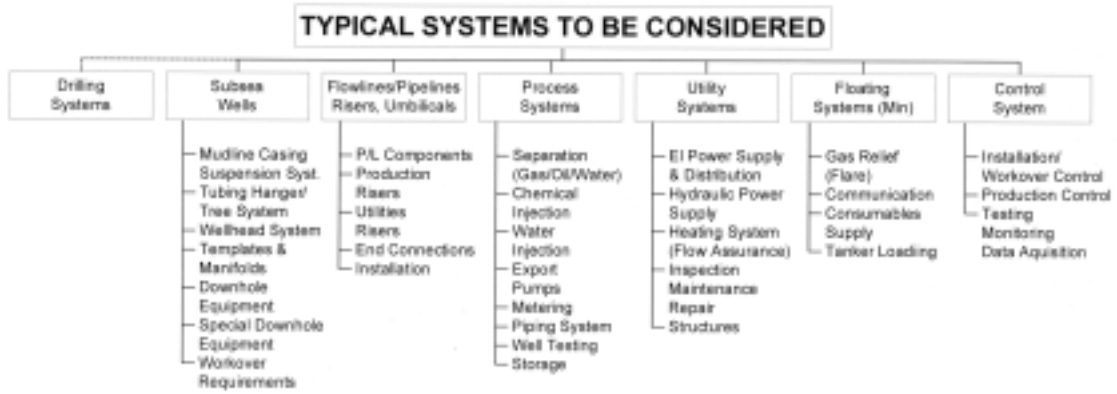 TYPICAL SYSTEMS TO BE CONSIDERED
Drilling
Systems
Subsea
Wells
Mudline Casing
Suspension Syst.
Tubing Hanger/
Tree System
Wellhead System
Templates &
Manifolds
Downhole
Equipment
Special Downhole
Equipment
Workover
Requirements
Flowlines/Pipelines
Risers, Umbilicals
P/L Components
Production
Risers
Utilities
Risers
End Connections
Installation
Process
Systems
Separation
(Gas/Oil/Water)
Chemical
Injection
Water
Injection
Export
Pumps
Metering
Piping System
Well Testing
Storage
Utility
Systems
El Power Supply
& Distribution
Hydraulic Power
Supply
Heating System
(Flow Assurance)
Inspection
Maintenance
Repair
Structures
Floating
Systems (Min)
Gas Relief
(Flare)
Communication
Consumables
Supply
Tanker Loading
Control
System
Installation/
Workover Control
Production Control
Testing
Monitoring
Data Aquisition